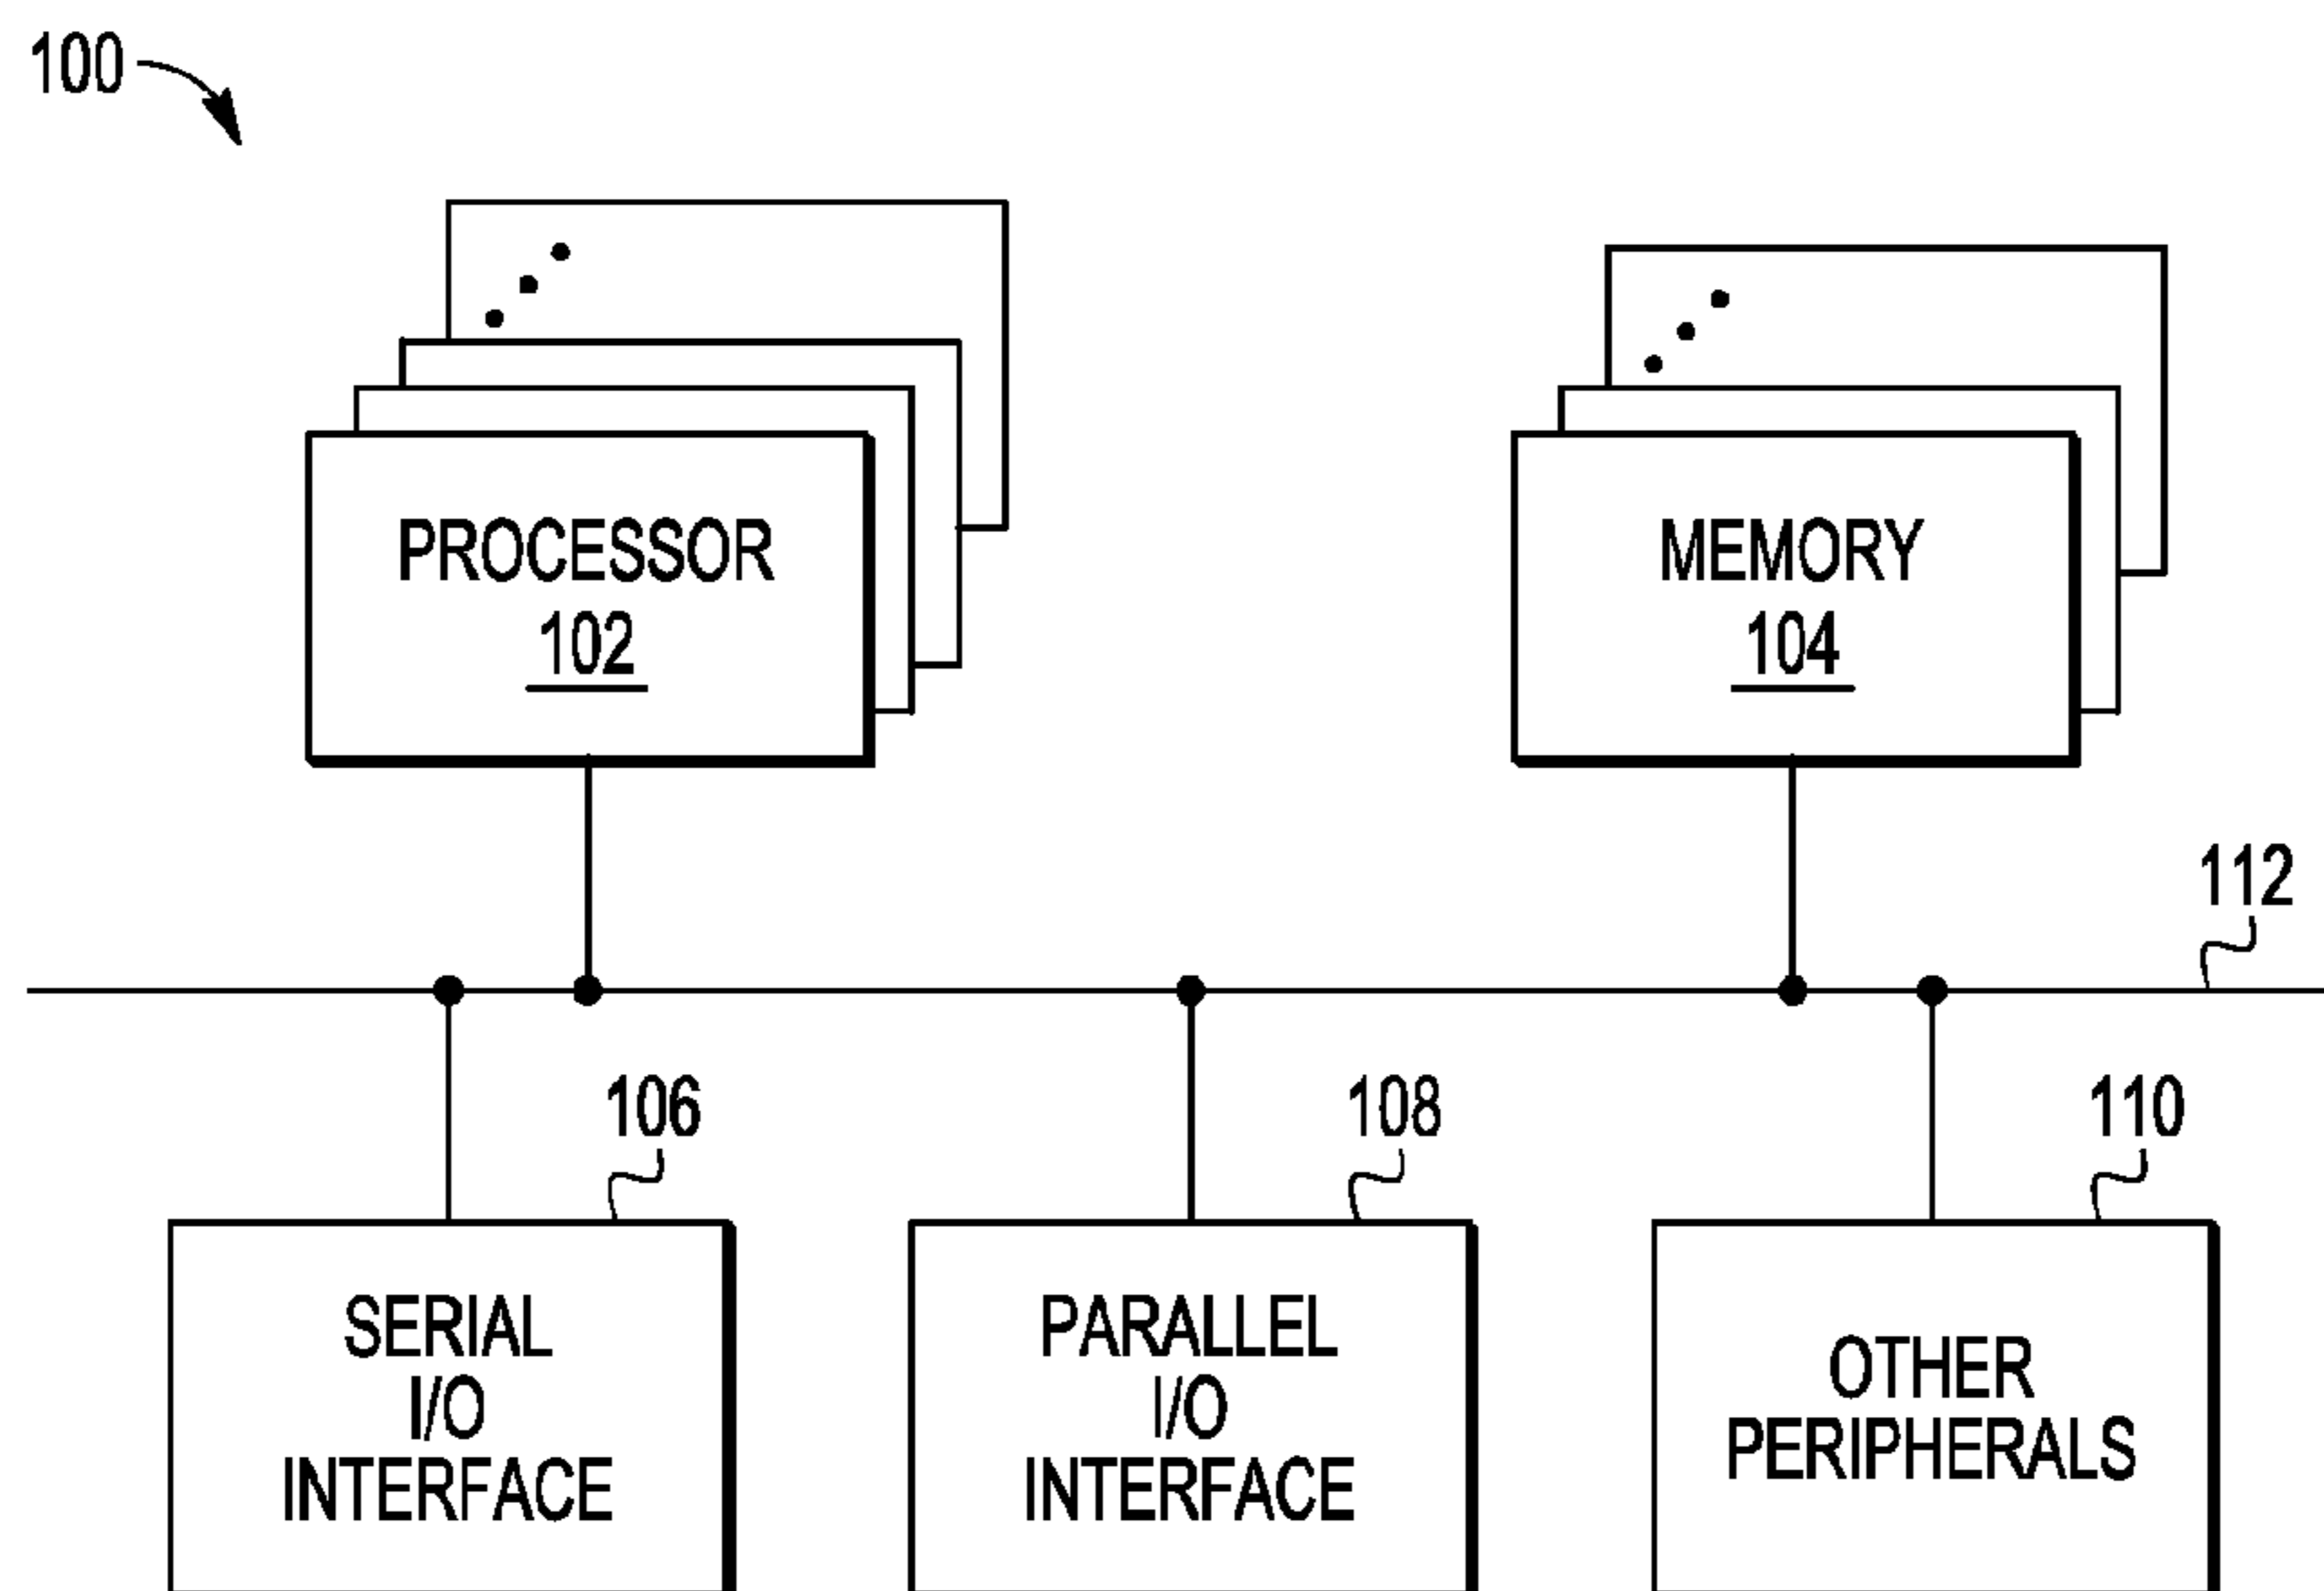 100
PROCESSOR
102
MEMORY
104
112
106
108
110
SERIAL
I/O
INTERFACE
PARALLEL
I/O
INTERFACE
OTHER
PERIPHERALS